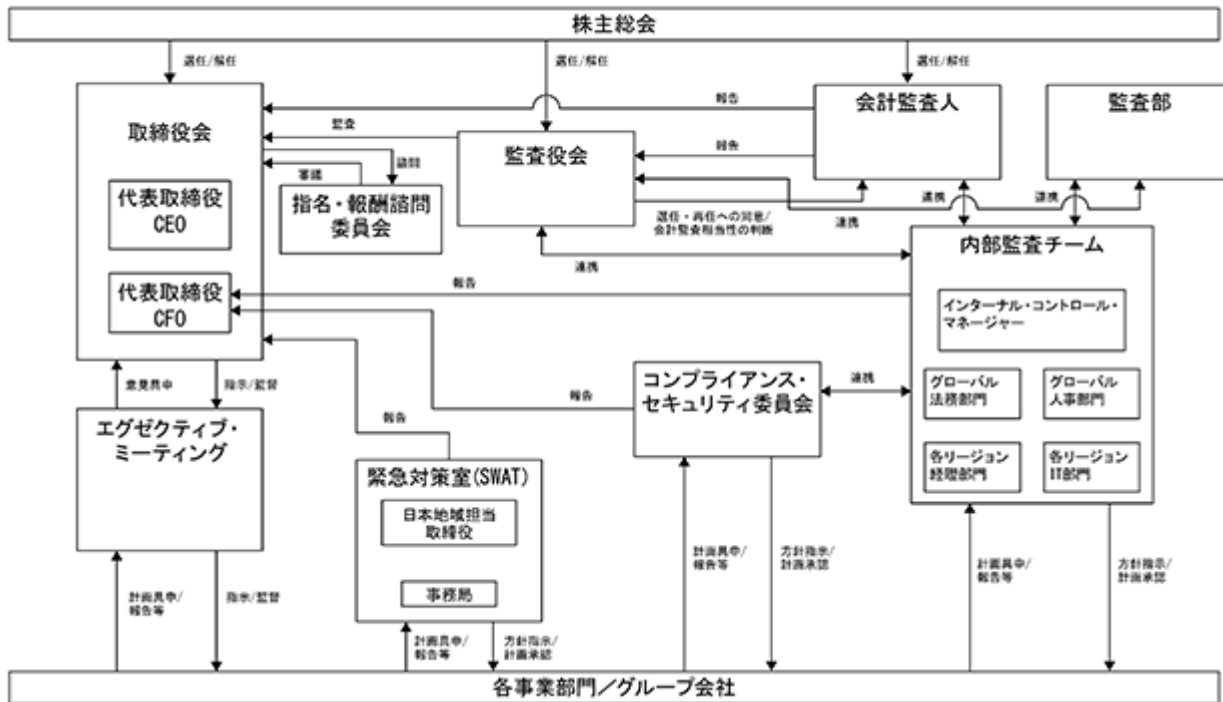 株主総会
選任/解任
選任/解任
選任/解任
取締役会
代表取締役
CEO
代表取締役
CFO
報告
監査
諮問
審議
指名・報酬諮問
委員会
監査役会
報告
会計監査人
監査部
選任・再任への同意/
会計監査相当性の判断
連携
連携
連携
連携
内部監査チーム
インターナル・コントロール・
マネージャー
グローバル
法務部門
グローバル
人事部門
各リージョン
経理部門
各リージョン
IT部門
報告
コンプライアンス・
セキュリティ委員会
連携
報告
報告
意見具申
指示/監督
エグゼクティブ・
ミーティング
緊急対策室(SWAT)
日本地域担当
取締役
事務局
計画具申/
報告等
指示/監督
計画具申/
報告等
方針指示/
計画承認
計画具申/
報告等
方針指示/
計画承認
計画具申/
報告等
方針指示/
計画承認
各事業部門/グループ会社